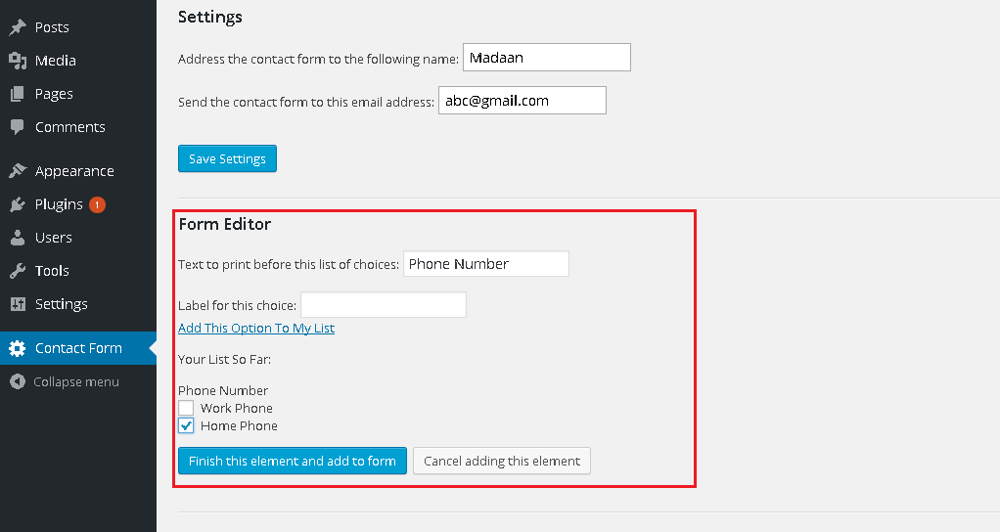 Posts
Media
Pages
Comments
Appearance
Plugins 1
Users
Tools
Settings
Contact Form
Collapse menu
Settings
Address the contact form to the following name: Madaan
Send the contact form to this email address: abc@gmail.com
Save Settings
Form Editor
Text to print before this list of choices: Phone Number
Label for this choice:
Add This Option To My List
Your List So Far:
Phone Number
Work Phone
Home Phone
Finish this element and add to form Cancel adding this element